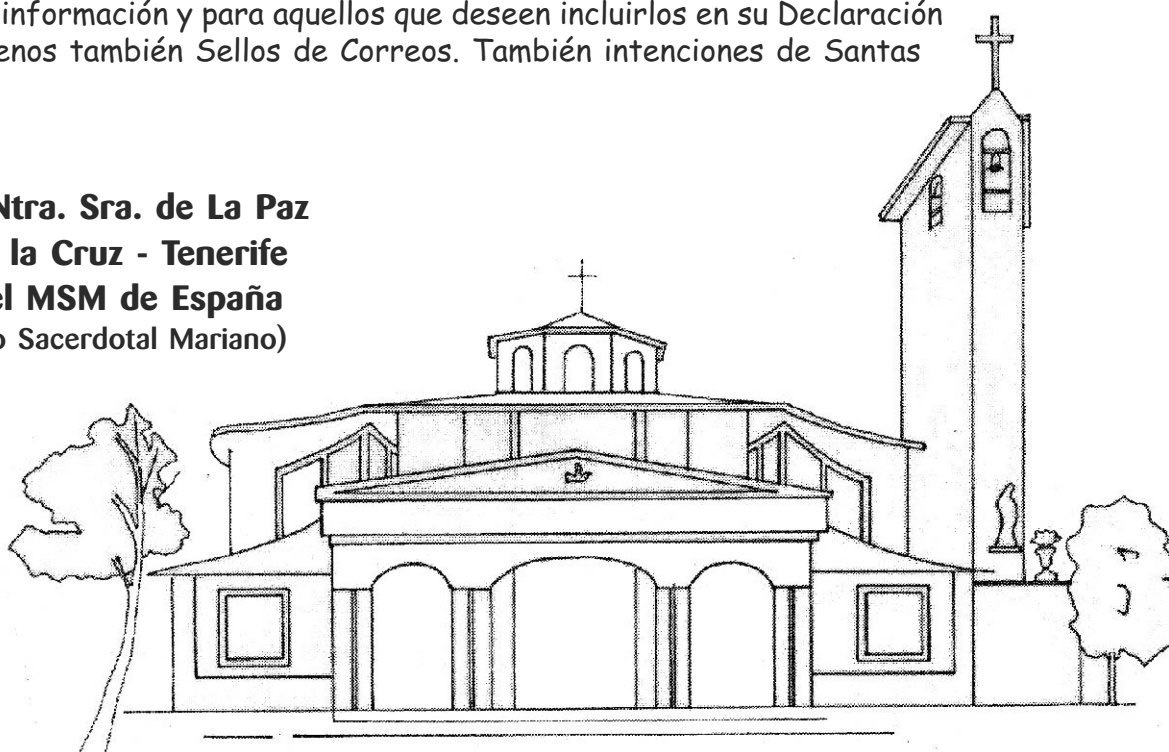 información y para aquellos que deseen incluirlos en su Declaración
enos también Sellos de Correos. También intenciones de Santas
Ntra. Sra. de La Paz
la Cruz - Tenerife
el MSM de España
o Sacerdotal Mariano)